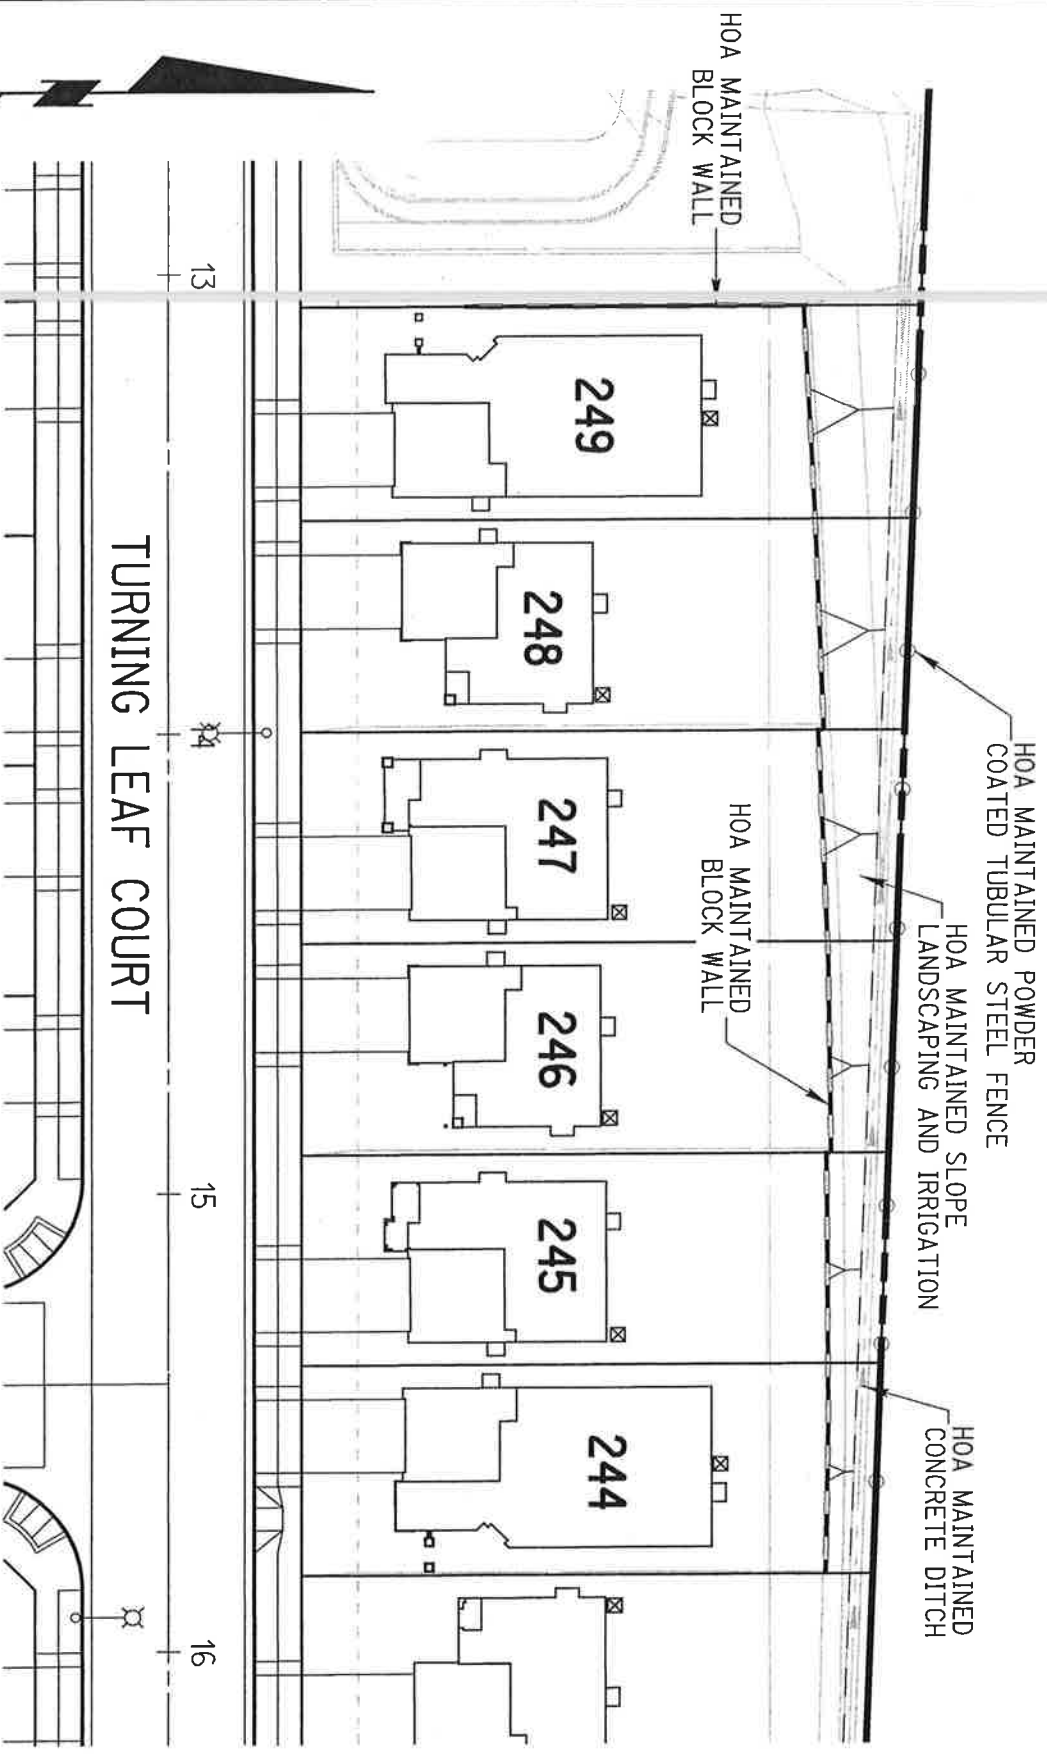 HOA MAINTAINED POWDER
COATED TUBULAR STEEL FENCE
HOA MAINTAINED SLOPE
LANDSCAPING AND IRRIGATION
HOA MAINTAINED
CONCRETE DITCH
HOA MAINTAINED
BLOCK WALL
HOA MAINTAINED
BLOCK WALL
249
248
247
246
245
244
13
14
15
16
TURNING LEAF COURT